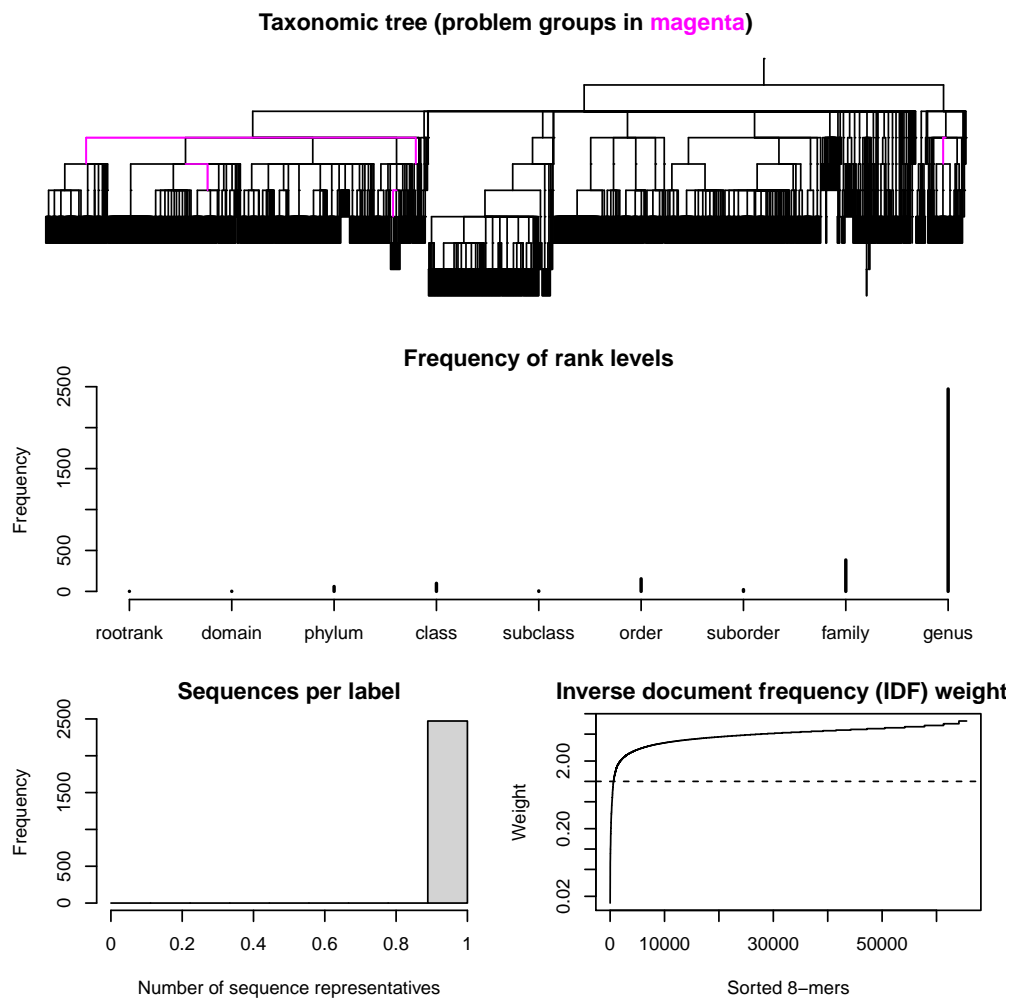 Taxonomic tree (problem groups in magenta)
Frequency of rank levels
Frequency
0
500
1500
2500
rootrank domain phylum class subclass order suborder family genus
Sequences per label
Frequency
0
500
1500
2500
0 0.2 0.4 0.6 0.8 1
Number of sequence representatives
Inverse document frequency (IDF) weight
Weight
0.02
0.20
2.00
0 10000 30000 50000
Sorted 8−mers